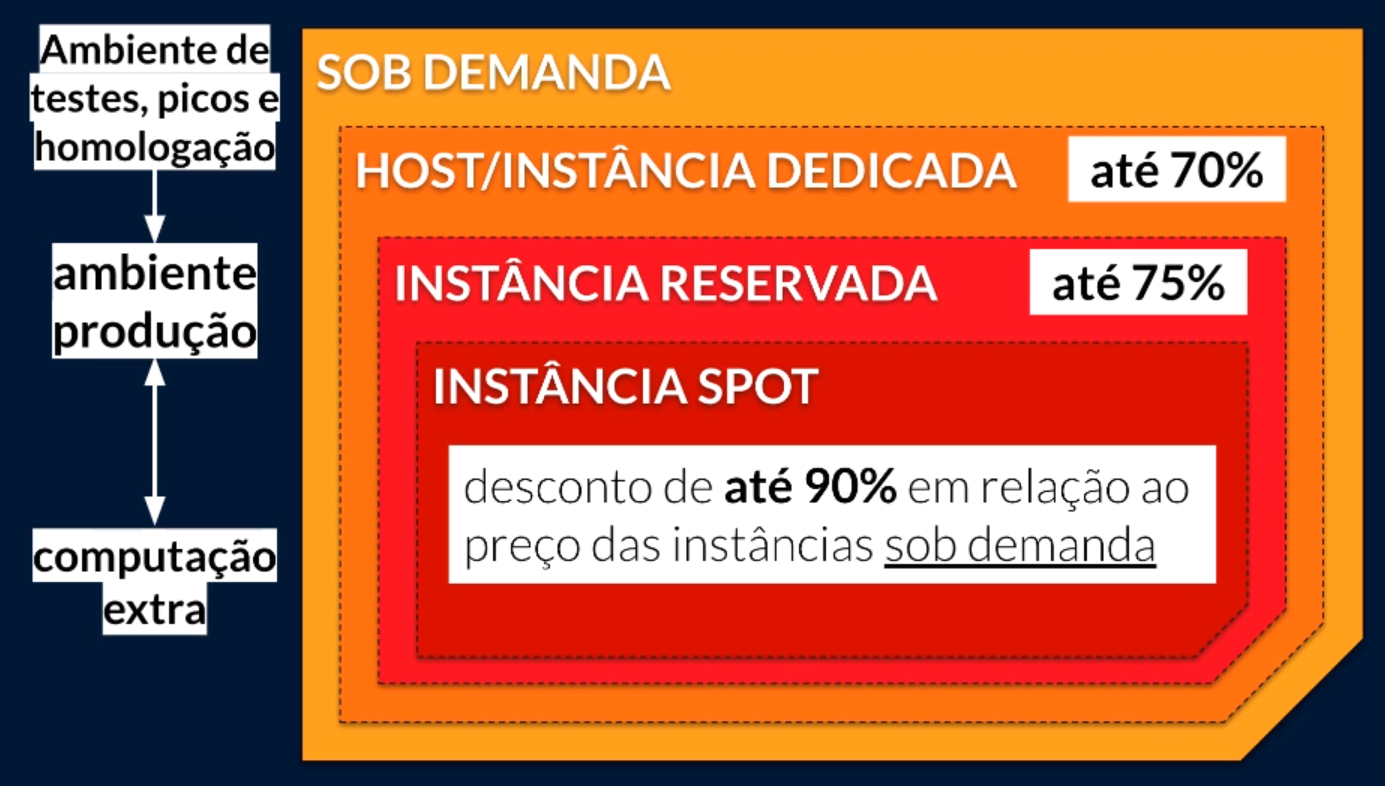 Ambiente de
testes, picos e
homologação
ambiente
produção
computação
extra
SOB DEMANDA
HOST/INSTÂNCIA DEDICADA
até 70%
INSTÂNCIA RESERVADA
até 75%
INSTÂNCIA SPOT
desconto de até 90% em relação ao
preço das instâncias sob demanda